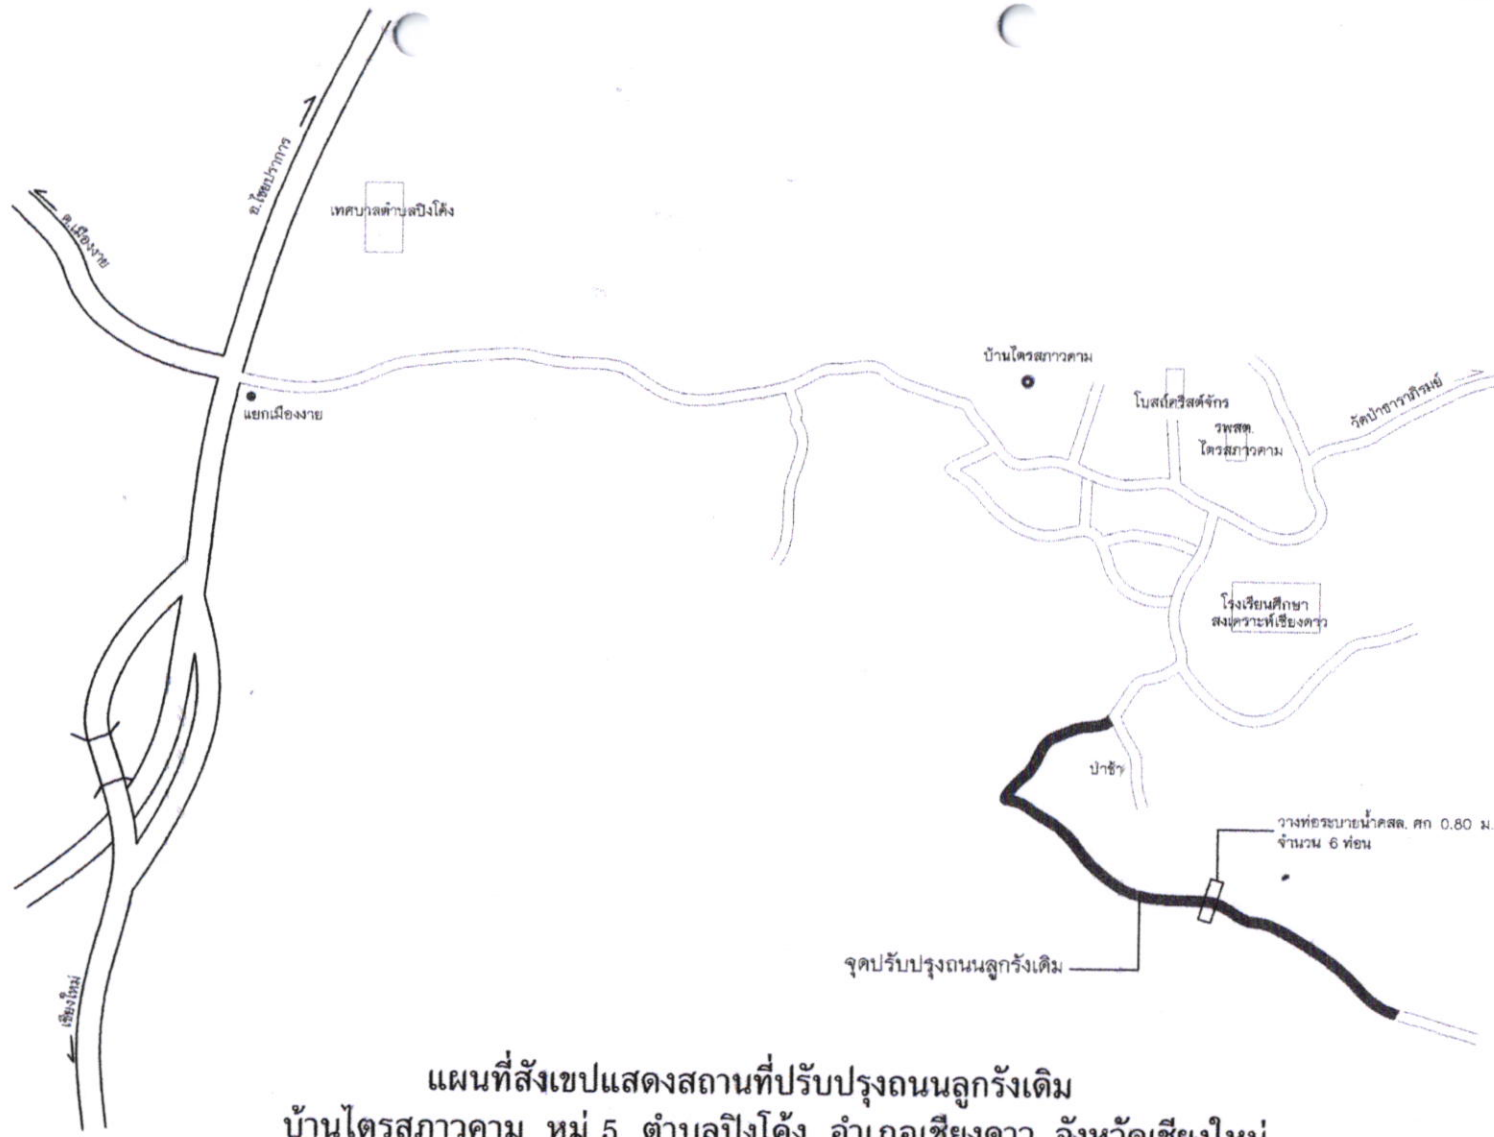 อ.ไชยปราการ
ต.เมืองงาย
เทศบาลตำบลปิงโค้ง
แยกเมืองงาย
บ้านไตรสภาวคาม
โบสถ์คริสต์จักร
รพสต.
ไตรสภาวคาม
วัดป่าธาราภิรมย์
โรงเรียนศึกษา
สงเคราะห์เชียงดาว
ป่าช้า
วางท่อระบายน้ำคสล. ศก 0.80 ม.
จำนวน 6 ท่อน
จุดปรับปรุงถนนลูกรังเดิม
เชียงใหม่
แผนที่สังเขปแสดงสถานที่ปรับปรุงถนนลูกรังเดิม
บ้านไตรสภาวคาม หมู่ 5 ตำบลปิงโค้ง อำเภอเชียงดาว จังหวัดเชียงใหม่